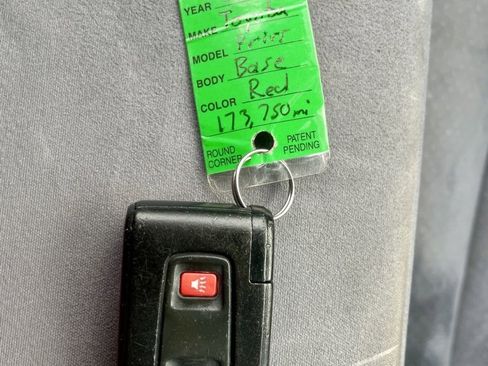 YEAR
MAKE Toyota
MODEL Prius
BODY Base
COLOR Red
173,750 mi
ROUND CORNER
PATENT PENDING